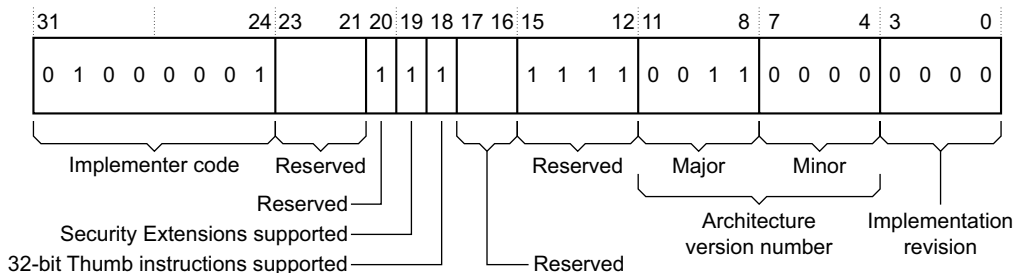 31 24 23 21 20 19 18 17 16 15 12 11 8 7 4 3 0
0 1 0 0 0 0 0 1 1 1 1 1 1 1 1 0 0 1 1 0 0 0 0 0 0 0 0
Implementer code Reserved Reserved Major Minor
Reserved
Security Extensions supported
32-bit Thumb instructions supported
Reserved
Architecture
version number
Implementation
revision